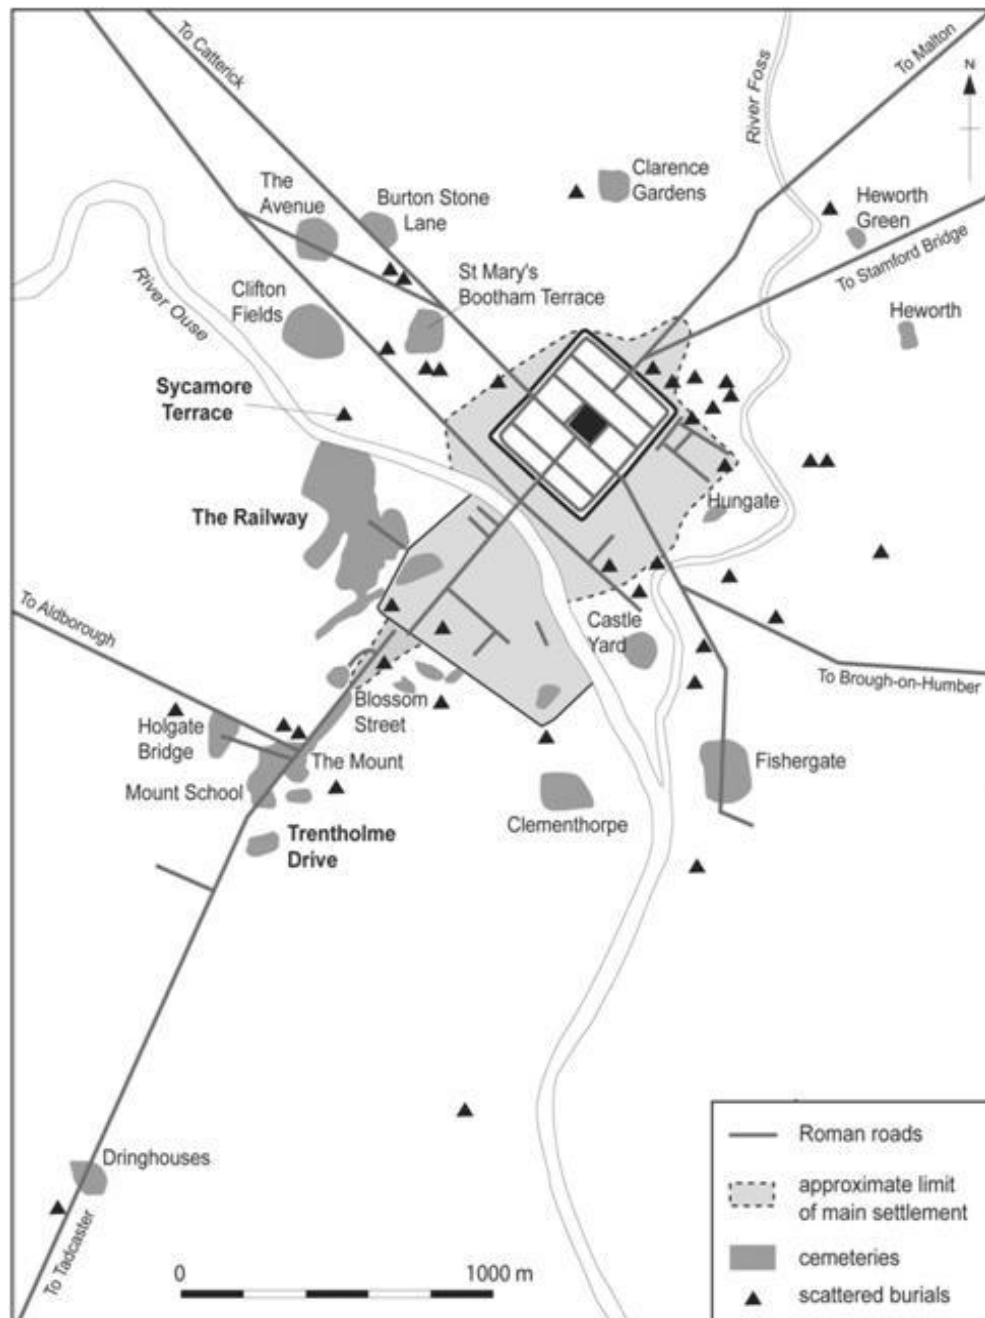 To Catterick
River Foss
To Malton
N
The
Avenue
Burton Stone
Lane
Clarence
Gardens
Heworth
Green
To Stamford Bridge
River Ouse
Clifton
Fields
St Mary's
Bootham Terrace
Heworth
Sycamore
Terrace
The Railway
Hungate
To Aldborough
Castle
Yard
To Brough-on-Humber
Blossom
Street
Holgate
Bridge
The Mount
Mount School
Fishergate
Clementhorpe
Trentholme
Drive
Dringhouses
To Tadcaster
0
1000 m
Roman roads
approximate limit
of main settlement
cemeteries
scattered burials